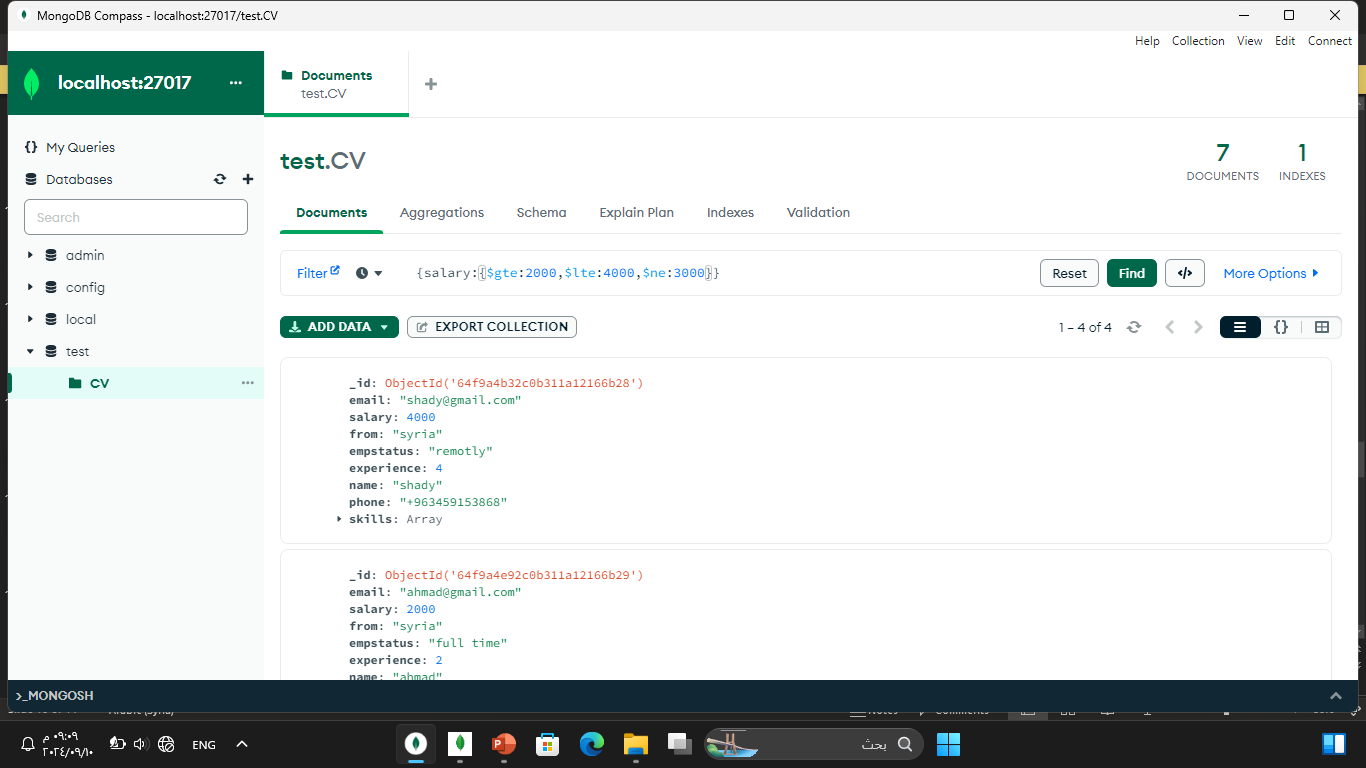 MongoDB Compass - localhost:27017/test.CV
Help Collection View Edit Connect
localhost:27017 ...
Documents
test.CV
My Queries
Databases
Search
admin
config
local
test
CV
test.CV
7
DOCUMENTS
1
INDEXES
Documents Aggregations Schema Explain Plan Indexes Validation
Filter {salary:{$gte:2000,$lte:4000,$ne:3000}} Reset Find </> More Options
ADD DATA EXPORT COLLECTION 1 – 4 of 4 {}
_id: ObjectId('64f9a4b32c0b311a12166b28')
email: "shady@gmail.com"
salary: 4000
from: "syria"
empstatus: "remotly"
experience: 4
name: "shady"
phone: "+963459153868"
skills: Array
_id: ObjectId('64f9a4e92c0b311a12166b29')
email: "ahmad@gmail.com"
salary: 2000
from: "syria"
empstatus: "full time"
experience: 2
name: "ahmad"
>_MONGOSH
٠٩:٠٩ م
٢٠٢٤/٠٩/١٠
ENG
بحث